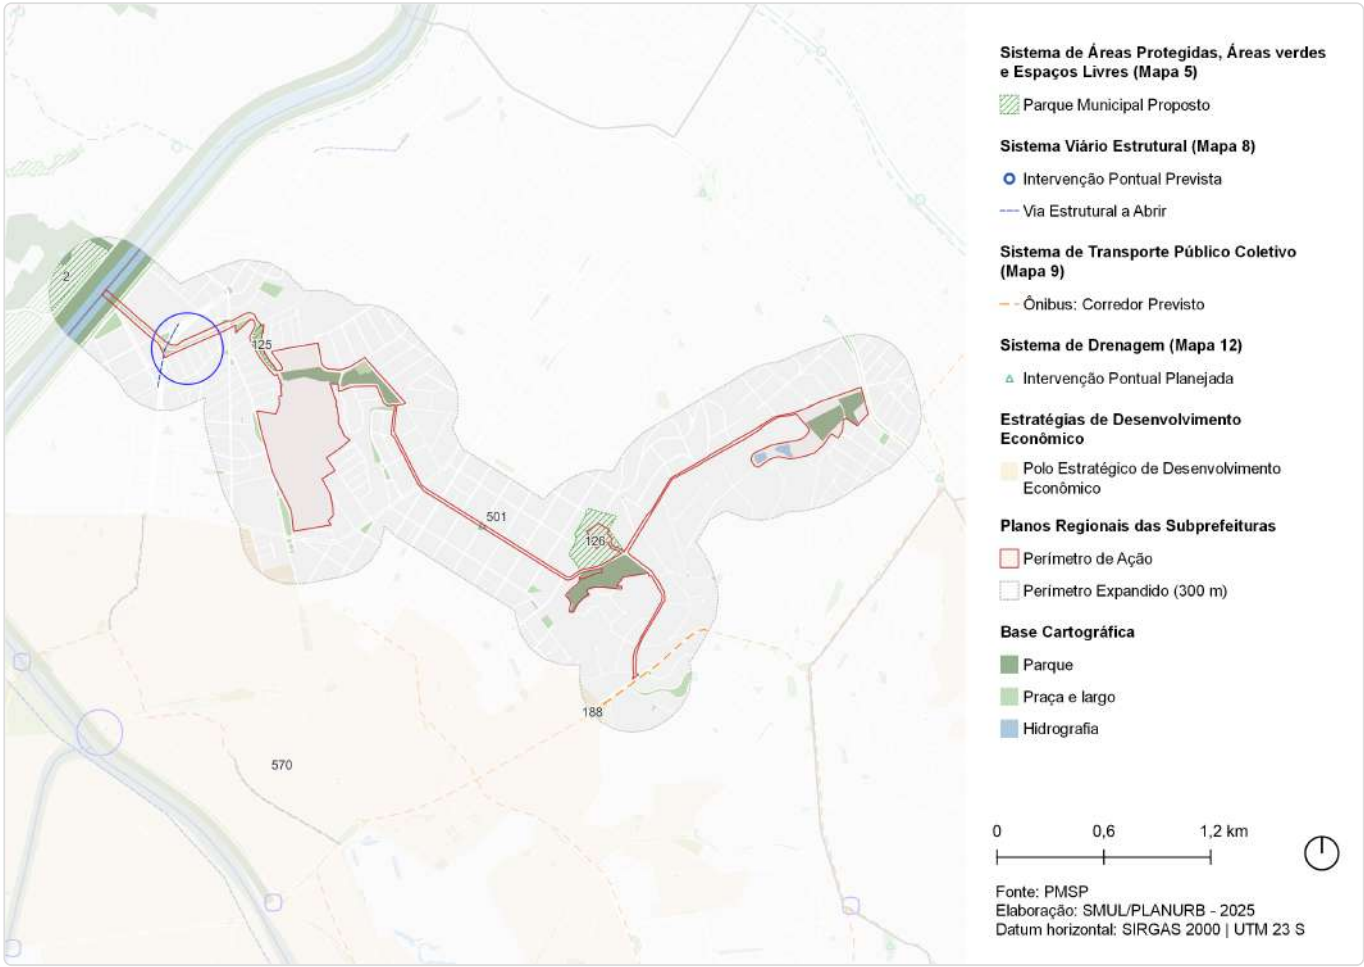 Sistema de Áreas Protegidas, Áreas verdes
e Espaços Livres (Mapa 5)
Parque Municipal Proposto
Sistema Viário Estrutural (Mapa 8)
Intervenção Pontual Prevista
Via Estrutural a Abrir
Sistema de Transporte Público Coletivo
(Mapa 9)
Ônibus: Corredor Previsto
Sistema de Drenagem (Mapa 12)
Intervenção Pontual Planejada
Estratégias de Desenvolvimento
Econômico
Polo Estratégico de Desenvolvimento
Econômico
Planos Regionais das Subprefeituras
Perímetro de Ação
Perímetro Expandido (300 m)
Base Cartográfica
Parque
Praça e largo
Hidrografia
0 0,6 1,2 km
Fonte: PMSP
Elaboração: SMUL/PLANURB - 2025
Datum horizontal: SIRGAS 2000 | UTM 23 S
2
125
501
126
188
570